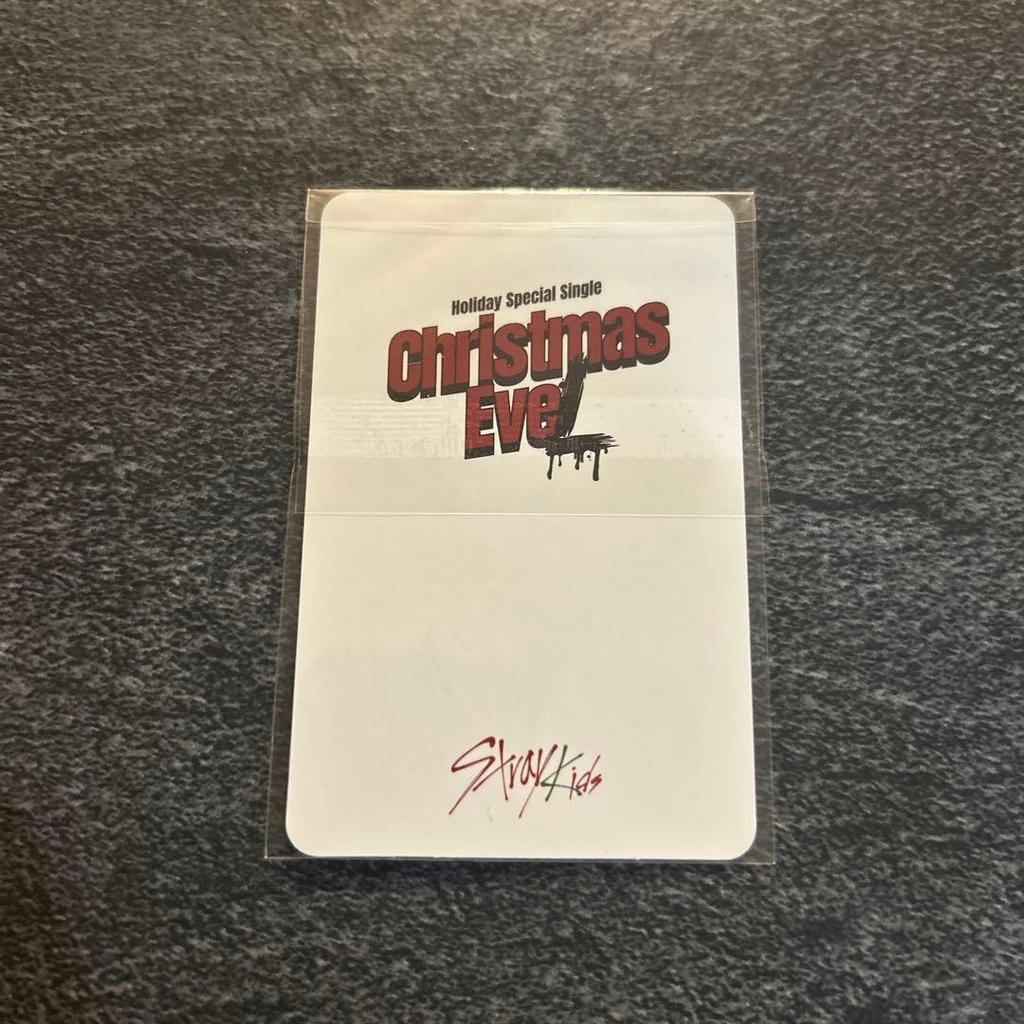 Holiday Special Single
Christmas
EveL
Stray Kids